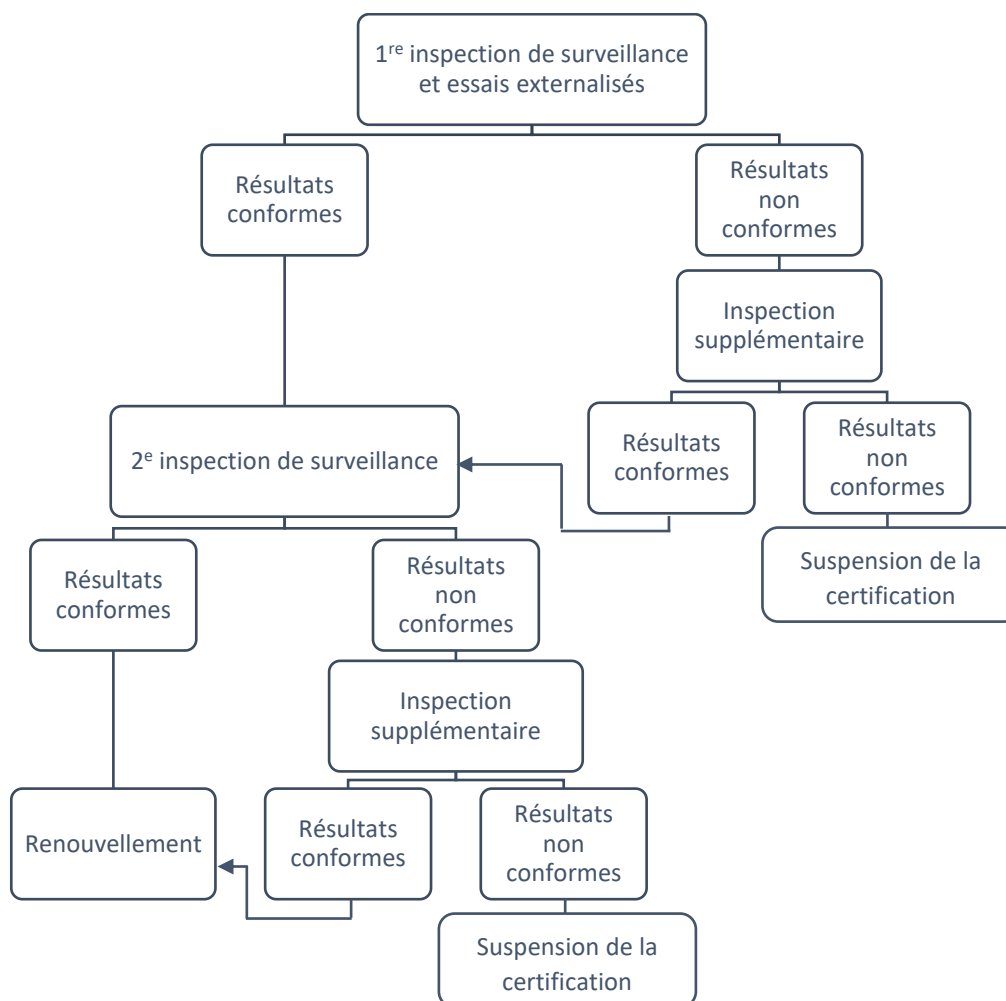 1re inspection de surveillance
et essais externalisés
Résultats
conformes
Résultats
non
conformes
Inspection
supplémentaire
Résultats
conformes
Résultats
non
conformes
Suspension de la
certification
2e inspection de surveillance
Résultats
conformes
Résultats
non
conformes
Inspection
supplémentaire
Renouvellement
Résultats
conformes
Résultats
non
conformes
Suspension de la
certification